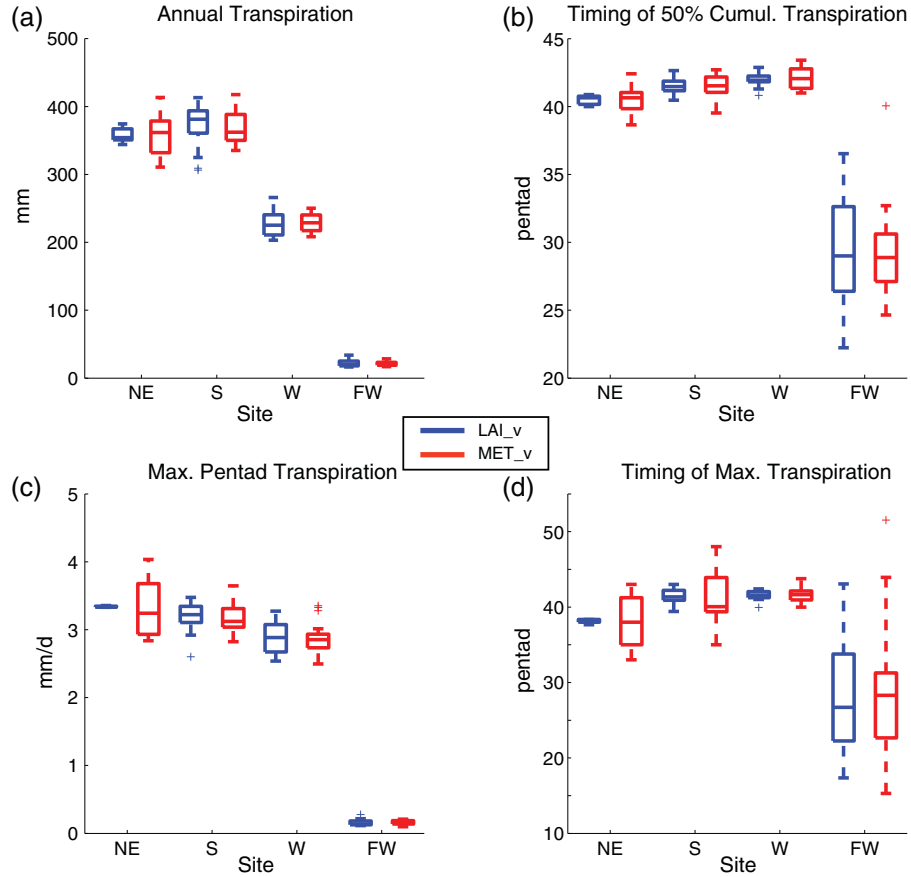 (a) Annual Transpiration
500
400
300
200
100
0
mm
NE S W FW
Site
(b) Timing of 50% Cumul. Transpiration
45
40
35
30
25
20
pentad
NE S W FW
Site
LAI_v
MET_v
(c) Max. Pentad Transpiration
5
4
3
2
1
0
mm/d
NE S W FW
Site
(d) Timing of Max. Transpiration
50
40
30
20
10
pentad
NE S W FW
Site